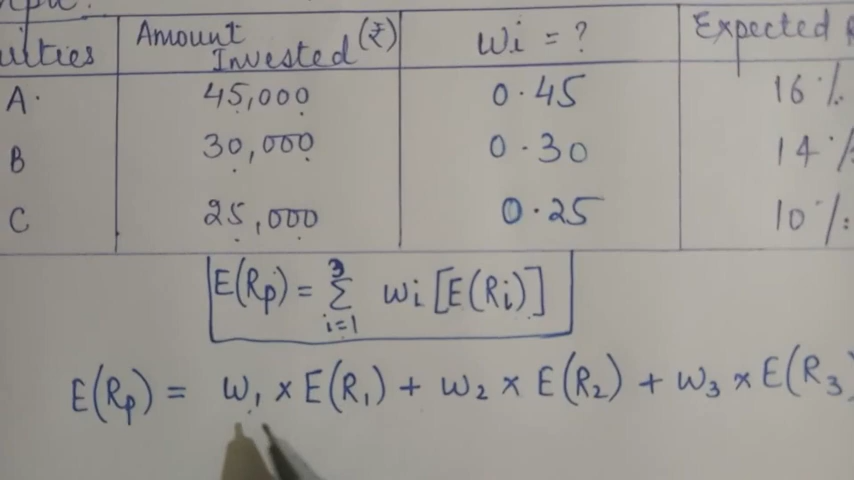 Amount Invested (₹) wi = ? Expected
A. 45,000 0.45 16%
B 30,000 0.30 14%
C 25,000 0.25 10%
E(Rp) = 3 Σ i=1 wi [E(Ri)]
E(Rp) = w1 × E(R1) + w2 × E(R2) + w3 × E(R3)